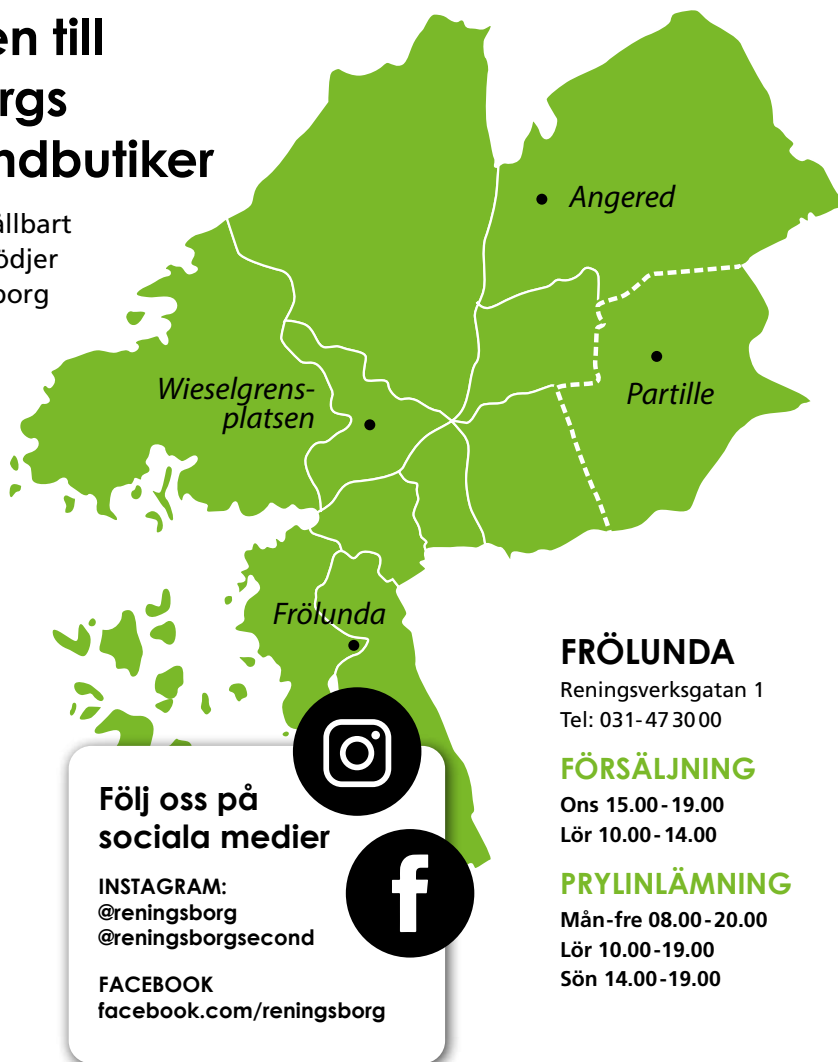 en till
rgs
ndbutiker
ållbart
ödjer
borg
Angered
Partille
Wieselgrens-
platsen
Frölunda
FRÖLUNDA
Reningsverksgatan 1
Tel: 031-47 30 00
FÖRSÄLJNING
Ons 15.00-19.00
Lör 10.00-14.00
PRYLINLÄMNING
Mån-fre 08.00-20.00
Lör 10.00-19.00
Sön 14.00-19.00
Följ oss på
sociala medier
INSTAGRAM:
@reningsborg
@reningsborgsecond
FACEBOOK
facebook.com/reningsborg